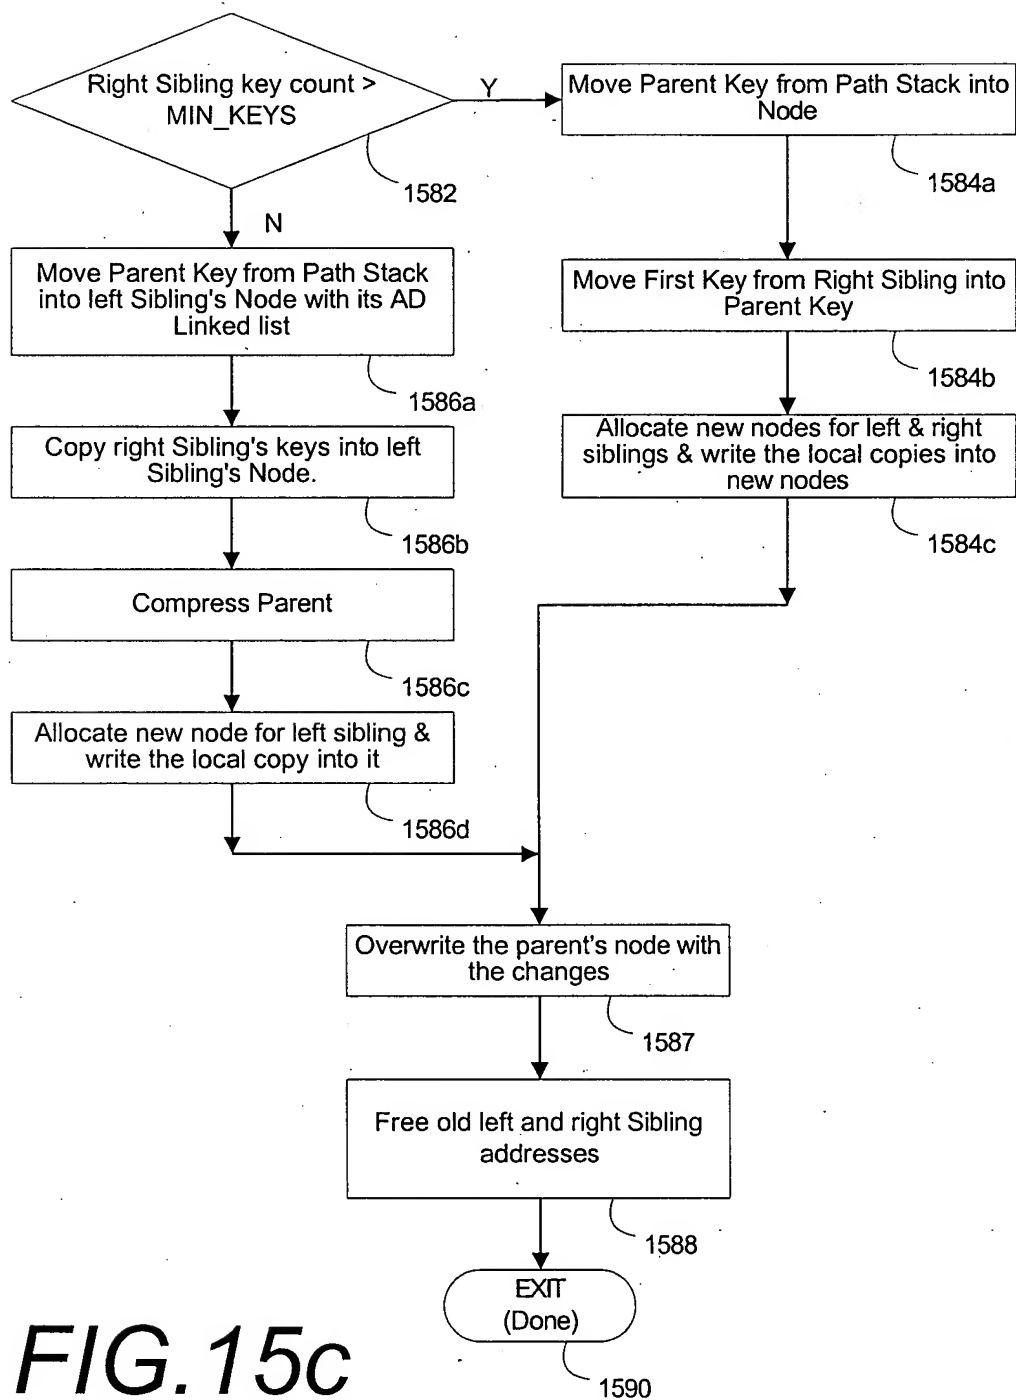 Right Sibling key count >
MIN_KEYS
Y
1582
N
Move Parent Key from Path Stack into
Node
1584a
Move First Key from Right Sibling into
Parent Key
1584b
Allocate new nodes for left & right
siblings & write the local copies into
new nodes
1584c
Move Parent Key from Path Stack
into left Sibling's Node with its AD
Linked list
1586a
Copy right Sibling's keys into left
Sibling's Node.
1586b
Compress Parent
1586c
Allocate new node for left sibling &
write the local copy into it
1586d
Overwrite the parent's node with
the changes
1587
Free old left and right Sibling
addresses
1588
EXIT
(Done)
1590
FIG.15c